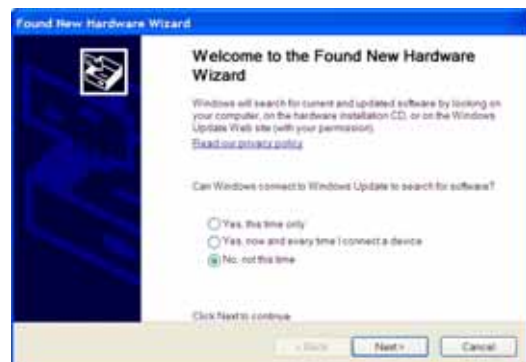 Found New Hardware Wizard
Welcome to the Found New Hardware
Wizard
Windows will search for current and updated software by looking on
your computer, on the hardware installation CD, or on the Windows
Update Web site (with your permission).
Read our privacy policy
Can Windows connect to Windows Update to search for software?
Yes, this time only
Yes, now and every time I connect a device
No, not this time
Click Next to continue.
< Back
Next >
Cancel